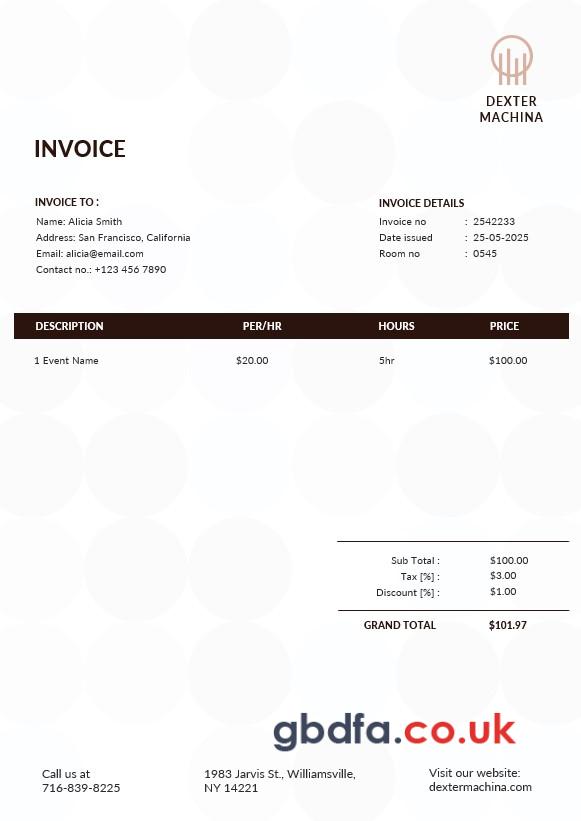 DEXTER
MACHINA
INVOICE
INVOICE TO :
Name: Alicia Smith
Address: San Francisco, California
Email: alicia@email.com
Contact no.: +123 456 7890
INVOICE DETAILS
Invoice no : 2542233
Date issued : 25-05-2025
Room no : 0545
DESCRIPTION PER/HR HOURS PRICE
1 Event Name $20.00 5hr $100.00
Sub Total : $100.00
Tax [%] : $3.00
Discount [%] : $1.00
GRAND TOTAL $101.97
gbdfa.co.uk
Call us at
716-839-8225
1983 Jarvis St., Williamsville,
NY 14221
Visit our website:
dextermachina.com